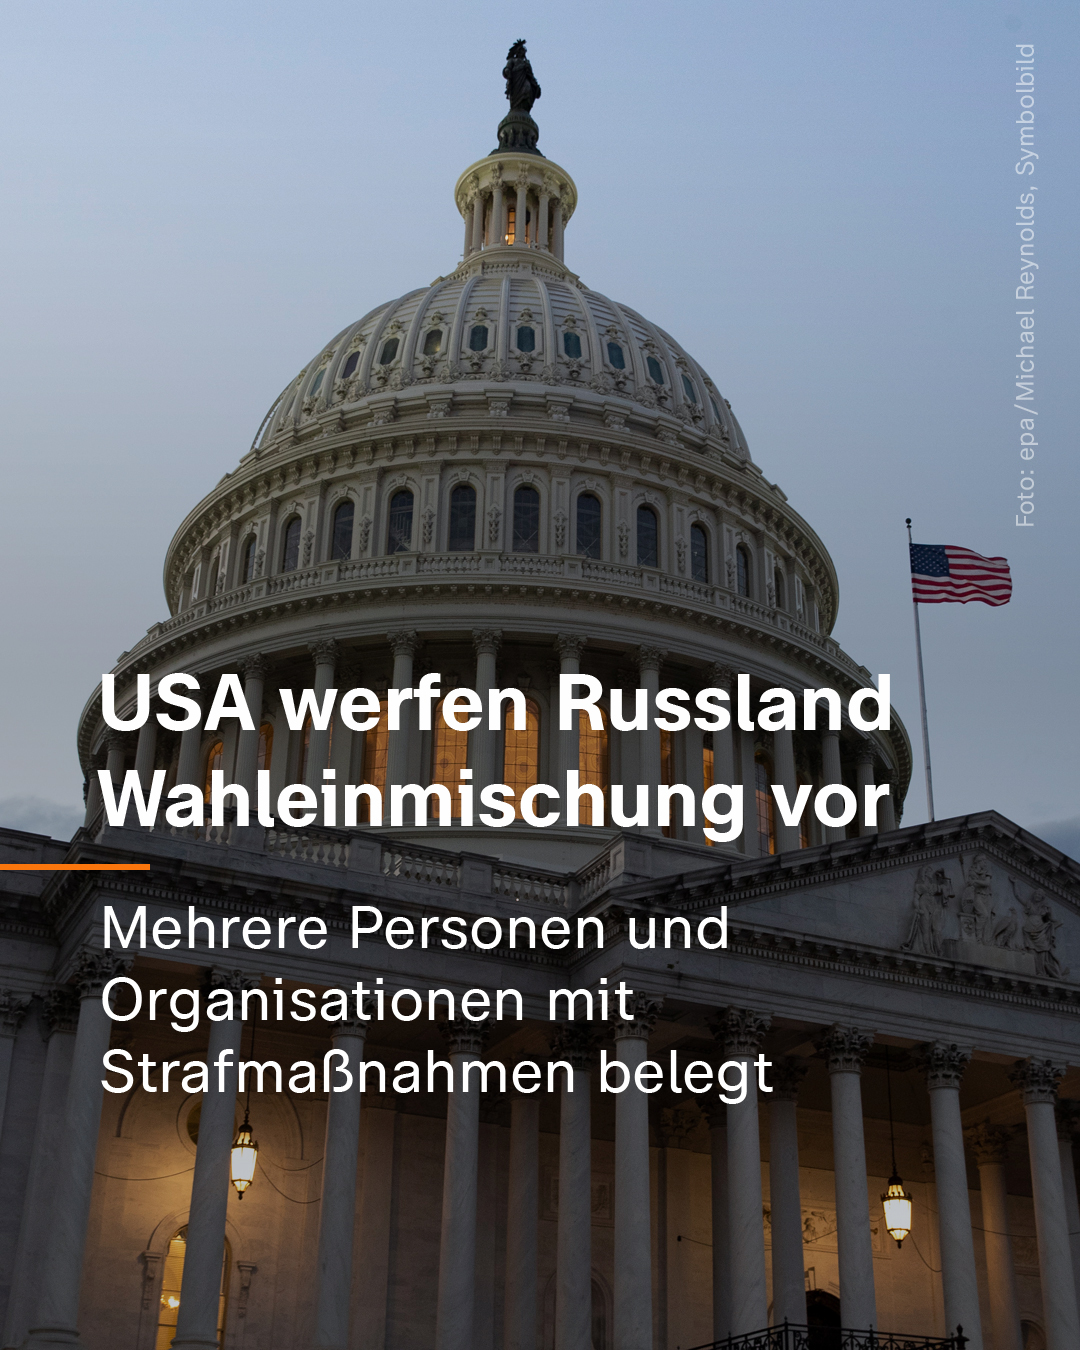 Foto: epa/Michael Reynolds, Symbolbild
USA werfen Russland
Wahleinmischung vor
Mehrere Personen und
Organisationen mit
Strafmaßnahmen belegt